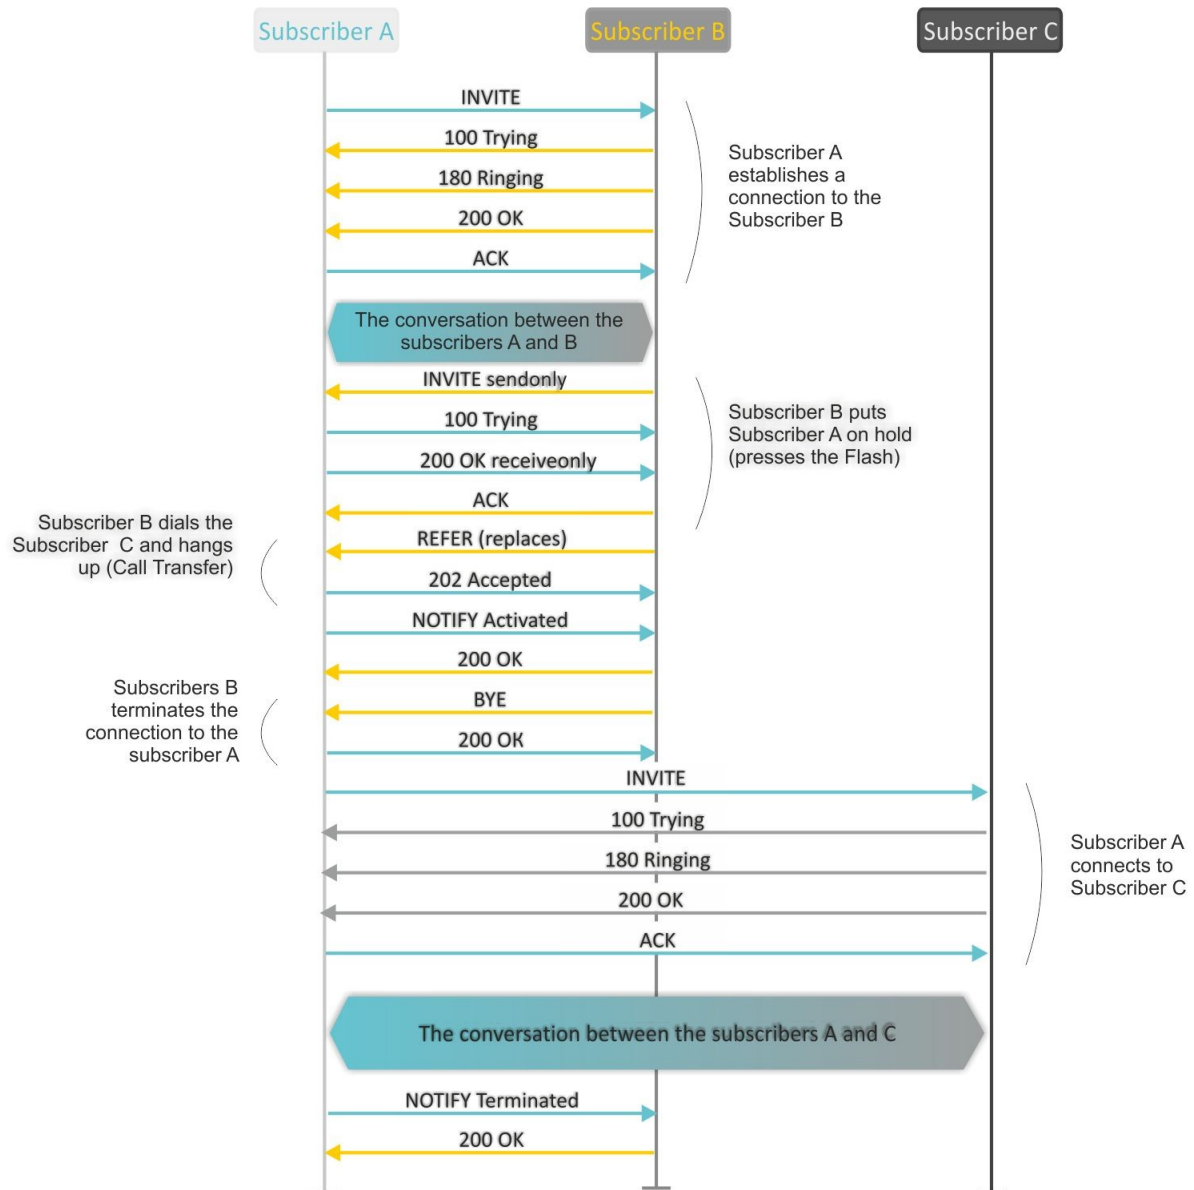 Subscriber A
Subscriber B
Subscriber C
INVITE
100 Trying
180 Ringing
200 OK
ACK
Subscriber A
establishes a
connection to the
Subscriber B
The conversation between the
subscribers A and B
INVITE sendonly
100 Trying
200 OK receiveonly
ACK
Subscriber B puts
Subscriber A on hold
(presses the Flash)
Subscriber B dials the
Subscriber C and hangs
up (Call Transfer)
REFER (replaces)
202 Accepted
NOTIFY Activated
200 OK
Subscribers B
terminates the
connection to the
subscriber A
BYE
200 OK
INVITE
100 Trying
180 Ringing
200 OK
ACK
Subscriber A
connects to
Subscriber C
The conversation between the subscribers A and C
NOTIFY Terminated
200 OK